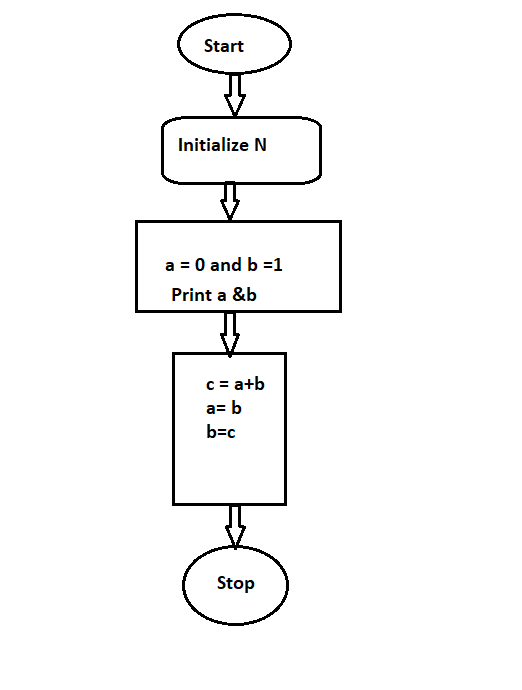 Start
Initialize N
a = 0 and b =1
Print a &b
c = a+b
a= b
b=c
Stop